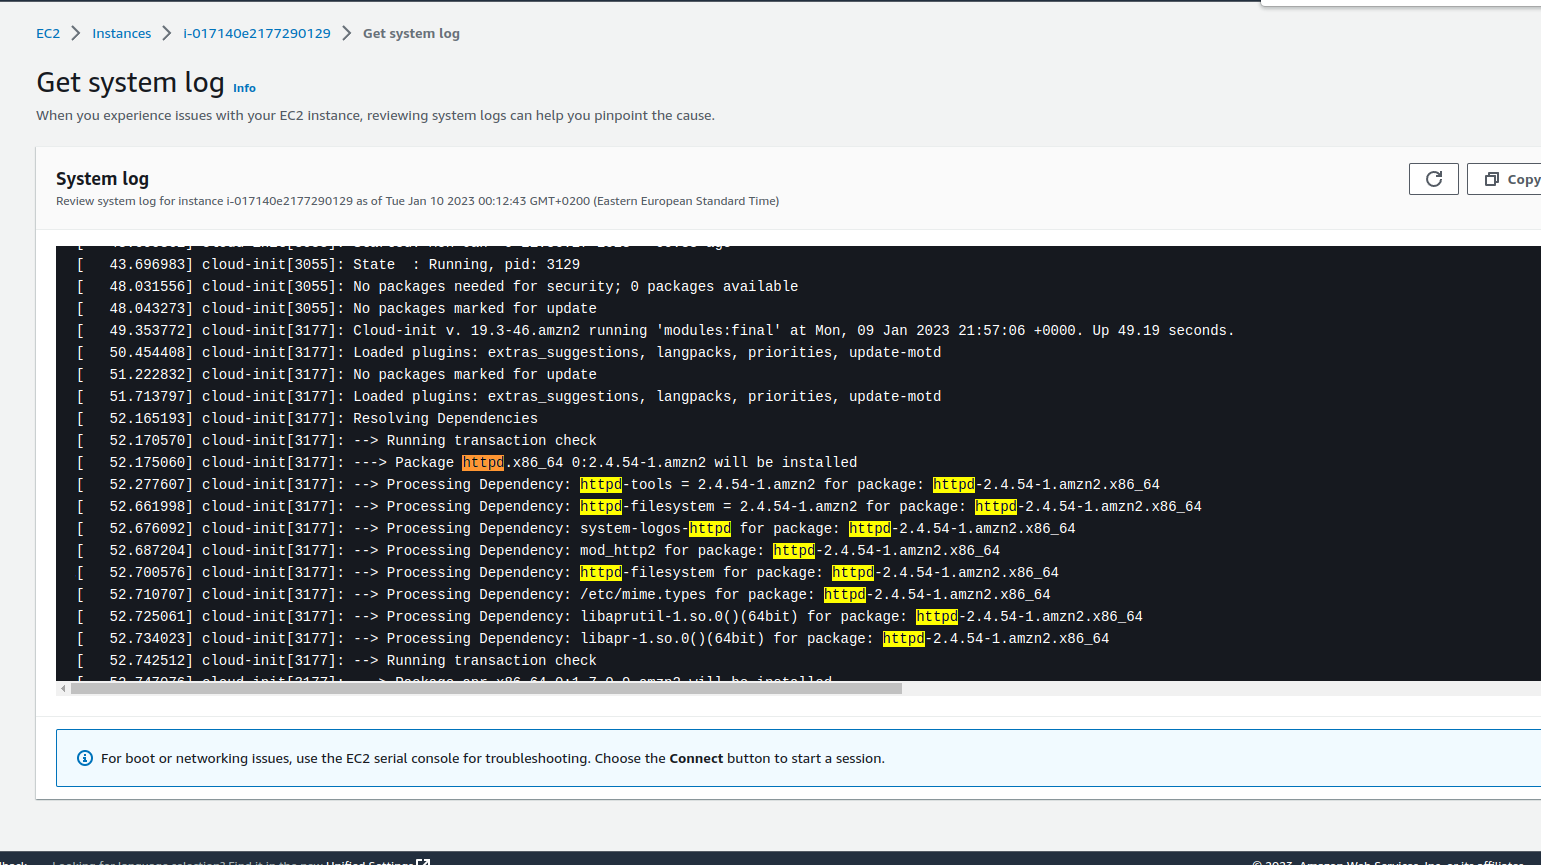 EC2 > Instances > i-017140e2177290129 > Get system log
Get system log Info
When you experience issues with your EC2 instance, reviewing system logs can help you pinpoint the cause.
System log
Review system log for instance i-017140e2177290129 as of Tue Jan 10 2023 00:12:43 GMT+0200 (Eastern European Standard Time)
Copy
[   43.696983] cloud-init[3055]: State  : Running, pid: 3129
[   48.031556] cloud-init[3055]: No packages needed for security; 0 packages available
[   48.043273] cloud-init[3055]: No packages marked for update
[   49.353772] cloud-init[3177]: Cloud-init v. 19.3-46.amzn2 running 'modules:final' at Mon, 09 Jan 2023 21:57:06 +0000. Up 49.19 seconds.
[   50.454408] cloud-init[3177]: Loaded plugins: extras_suggestions, langpacks, priorities, update-motd
[   51.222832] cloud-init[3177]: No packages marked for update
[   51.713797] cloud-init[3177]: Loaded plugins: extras_suggestions, langpacks, priorities, update-motd
[   52.165193] cloud-init[3177]: Resolving Dependencies
[   52.170570] cloud-init[3177]: --> Running transaction check
[   52.175060] cloud-init[3177]: ---> Package httpd.x86_64 0:2.4.54-1.amzn2 will be installed
[   52.277607] cloud-init[3177]: --> Processing Dependency: httpd-tools = 2.4.54-1.amzn2 for package: httpd-2.4.54-1.amzn2.x86_64
[   52.661998] cloud-init[3177]: --> Processing Dependency: httpd-filesystem = 2.4.54-1.amzn2 for package: httpd-2.4.54-1.amzn2.x86_64
[   52.676092] cloud-init[3177]: --> Processing Dependency: system-logos-httpd for package: httpd-2.4.54-1.amzn2.x86_64
[   52.687204] cloud-init[3177]: --> Processing Dependency: mod_http2 for package: httpd-2.4.54-1.amzn2.x86_64
[   52.700576] cloud-init[3177]: --> Processing Dependency: httpd-filesystem for package: httpd-2.4.54-1.amzn2.x86_64
[   52.710707] cloud-init[3177]: --> Processing Dependency: /etc/mime.types for package: httpd-2.4.54-1.amzn2.x86_64
[   52.725061] cloud-init[3177]: --> Processing Dependency: libaprutil-1.so.0()(64bit) for package: httpd-2.4.54-1.amzn2.x86_64
[   52.734023] cloud-init[3177]: --> Processing Dependency: libapr-1.so.0()(64bit) for package: httpd-2.4.54-1.amzn2.x86_64
[   52.742512] cloud-init[3177]: --> Running transaction check
For boot or networking issues, use the EC2 serial console for troubleshooting. Choose the Connect button to start a session.